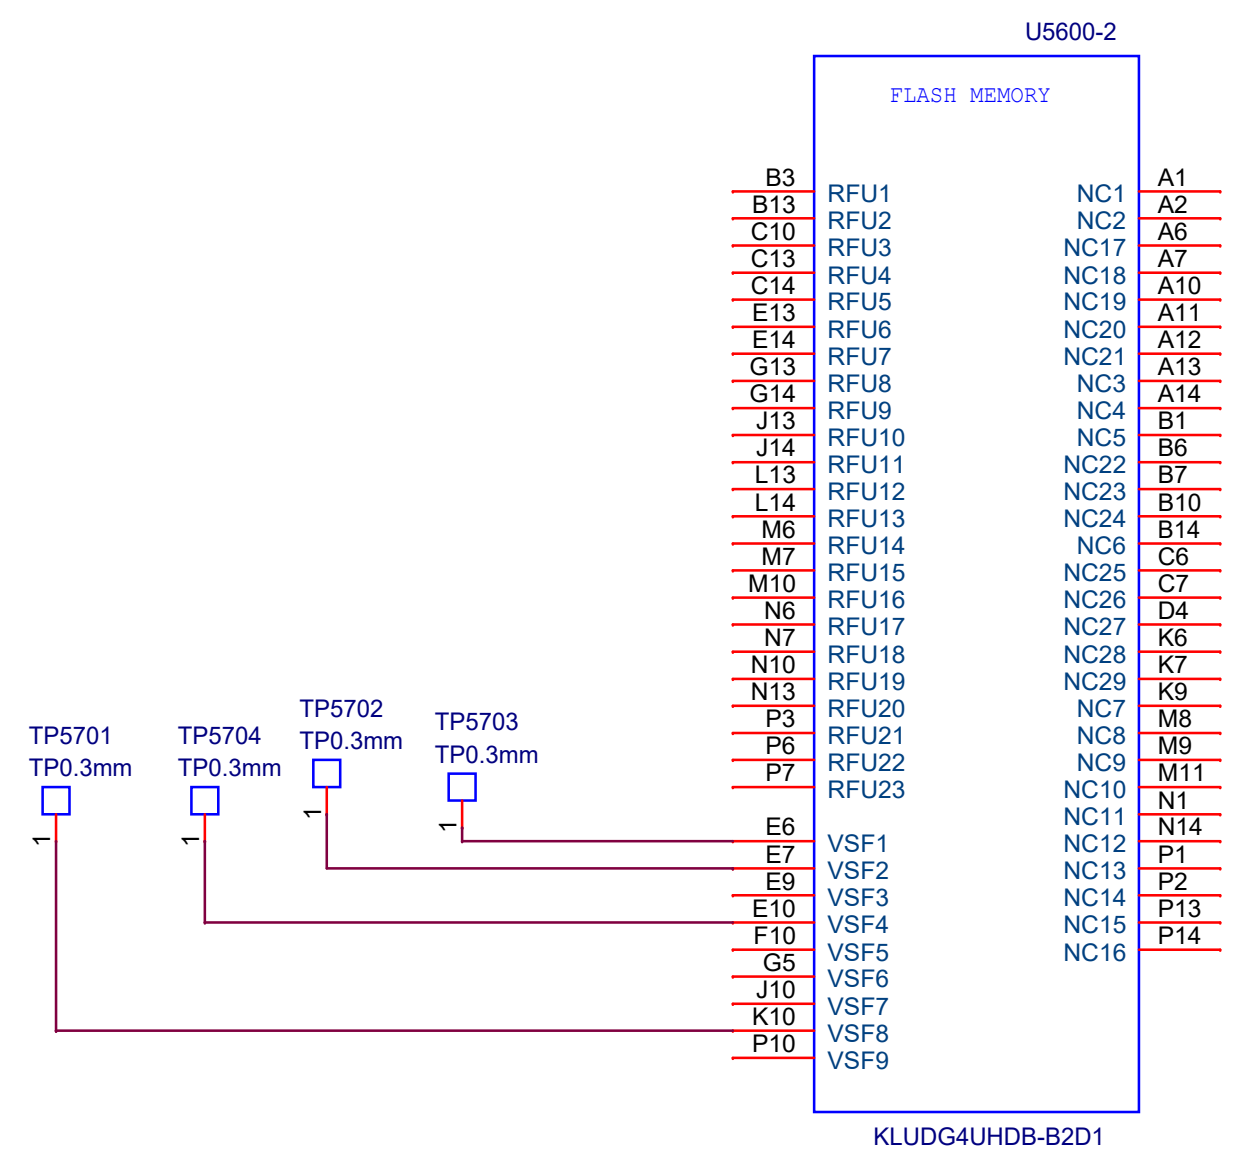 U5600-2
FLASH MEMORY
B3 RFU1 NC1 A1
B13 RFU2 NC2 A2
C10 RFU3 NC17 A6
C13 RFU4 NC18 A7
C14 RFU5 NC19 A10
E13 RFU6 NC20 A11
E14 RFU7 NC21 A12
G13 RFU8 NC3 A13
G14 RFU9 NC4 A14
J13 RFU10 NC5 B1
J14 RFU11 NC22 B6
L13 RFU12 NC23 B7
L14 RFU13 NC24 B10
M6 RFU14 NC6 B14
M7 RFU15 NC25 C6
M10 RFU16 NC26 C7
N6 RFU17 NC27 D4
N7 RFU18 NC28 K6
N10 RFU19 NC29 K7
N13 RFU20 NC7 K9
P3 RFU21 NC8 M8
P6 RFU22 NC9 M9
P7 RFU23 NC10 M11
NC11 N1
E6 VSF1 NC12 N14
E7 VSF2 NC13 P1
E9 VSF3 NC14 P2
E10 VSF4 NC15 P13
F10 VSF5 NC16 P14
G5 VSF6
J10 VSF7
K10 VSF8
P10 VSF9
TP5701
TP0.3mm
1
TP5704
TP0.3mm
1
TP5702
TP0.3mm
1
TP5703
TP0.3mm
1
KLUDG4UHDB-B2D1